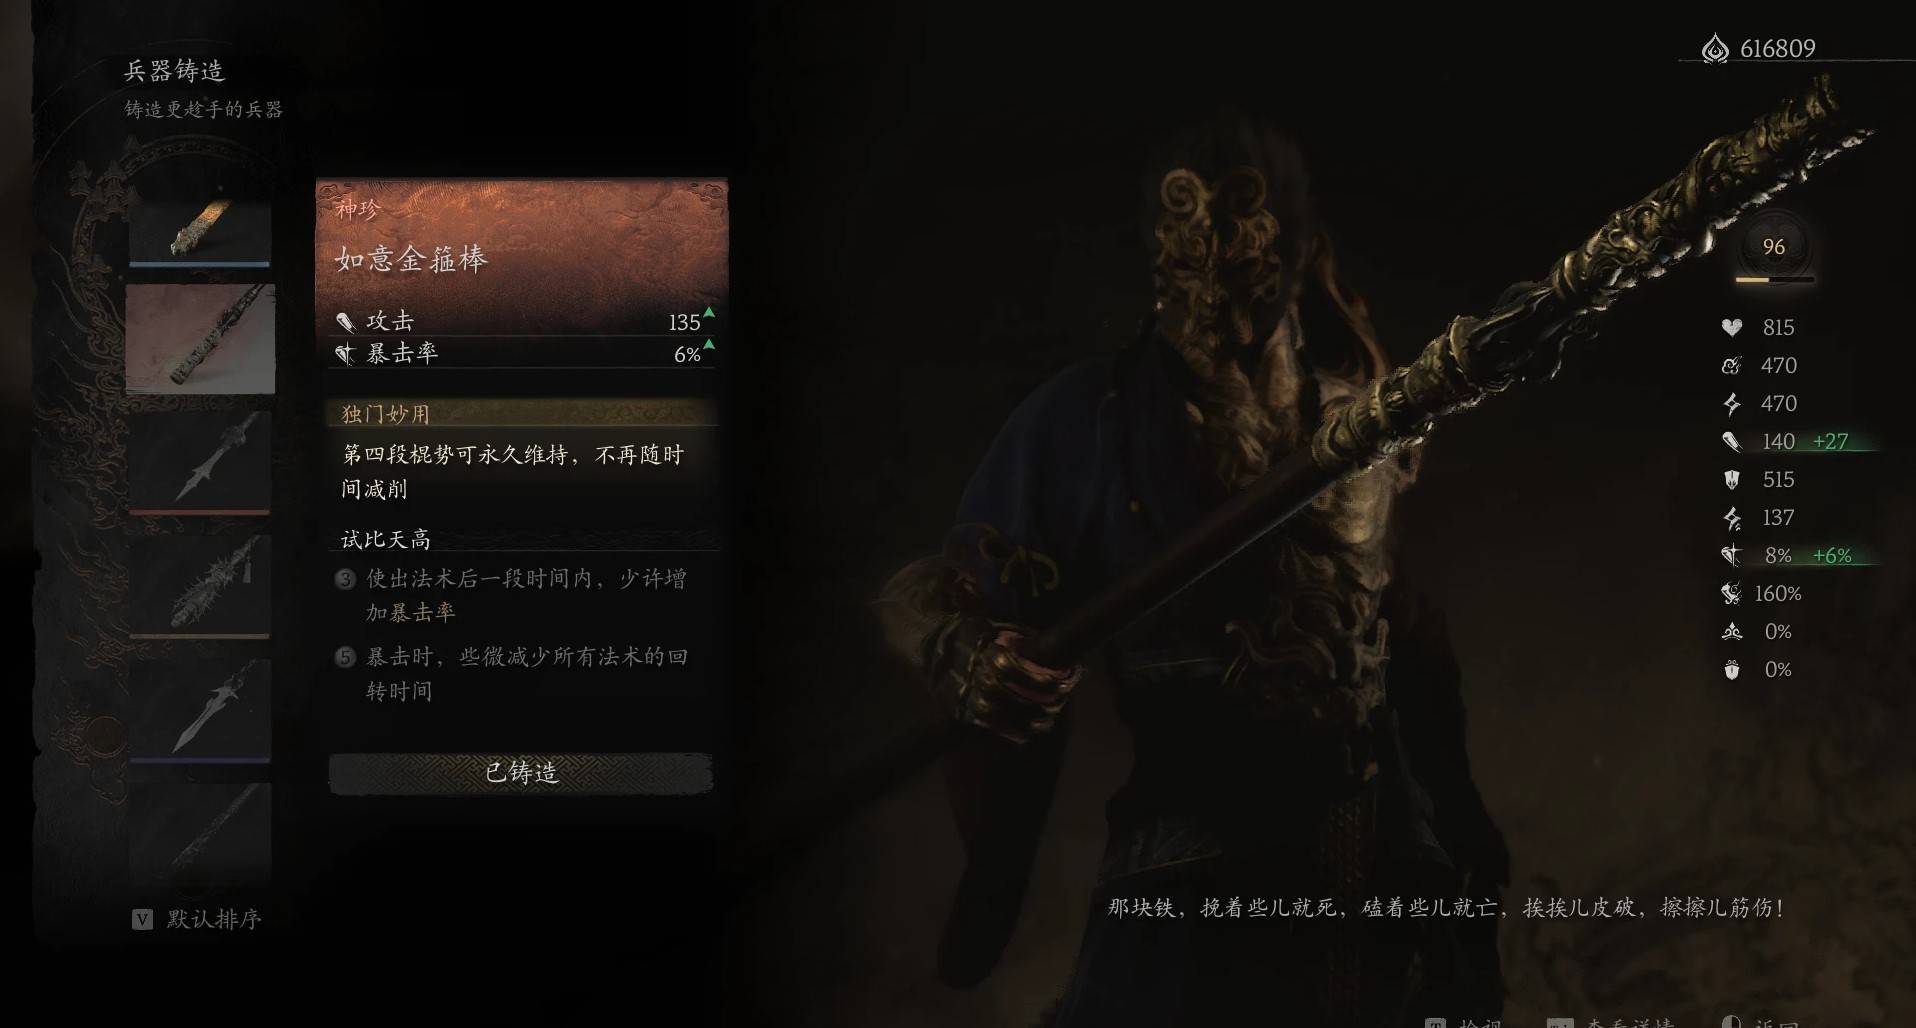 兵器铸造
铸造更趁手的兵器
616809
神珍
如意金箍棒
攻击 135
暴击率 6%
独门妙用
第四段棍势可永久维持，不再随时
间减削
试比天高
3 使出法术后一段时间内，少许增
加暴击率
5 暴击时，些微减少所有法术的回
转时间
已铸造
V 默认排序
96
815
470
470
140 +27
515
137
8% +6%
160%
0%
0%
那块铁，挽着些儿就死，磕着些儿就亡，挨挨儿皮破，擦擦儿筋伤！